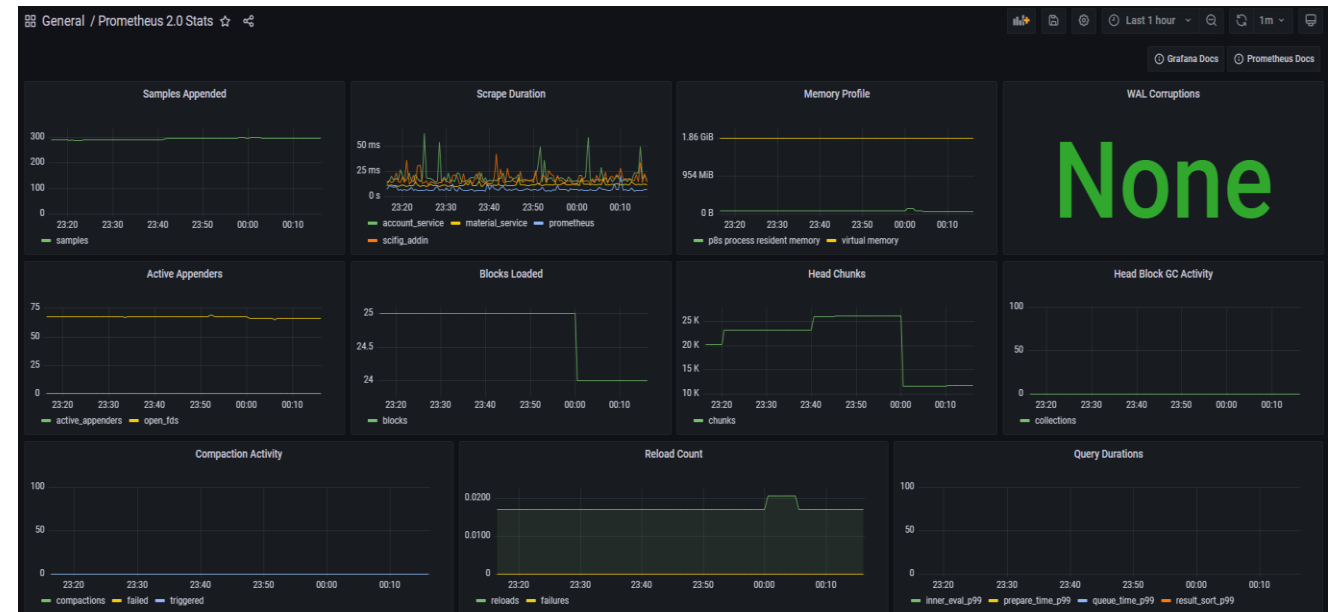 General / Prometheus 2.0 Stats
Last 1 hour
1m
Grafana Docs
Prometheus Docs
Samples Appended
300
200
100
0
23:20 23:30 23:40 23:50 00:00 00:10
samples
Scrape Duration
50 ms
25 ms
0 s
23:20 23:30 23:40 23:50 00:00 00:10
account_service material_service prometheus
scifig_addin
Memory Profile
1.86 GiB
954 MiB
0 B
23:20 23:30 23:40 23:50 00:00 00:10
p8s process resident memory virtual memory
WAL Corruptions
None
Active Appenders
75
50
25
0
23:20 23:30 23:40 23:50 00:00 00:10
active_appenders open_fds
Blocks Loaded
25
24.5
24
23:20 23:30 23:40 23:50 00:00 00:10
blocks
Head Chunks
25 K
20 K
15 K
10 K
23:20 23:30 23:40 23:50 00:00 00:10
chunks
Head Block GC Activity
100
50
0
23:20 23:30 23:40 23:50 00:00 00:10
collections
Compaction Activity
100
50
0
23:20 23:30 23:40 23:50 00:00 00:10
compactions failed triggered
Reload Count
0.0200
0.0100
0
23:20 23:30 23:40 23:50 00:00 00:10
reloads failures
Query Durations
100
50
0
23:20 23:30 23:40 23:50 00:00 00:10
inner_eval_p99 prepare_time_p99 queue_time_p99 result_sort_p99